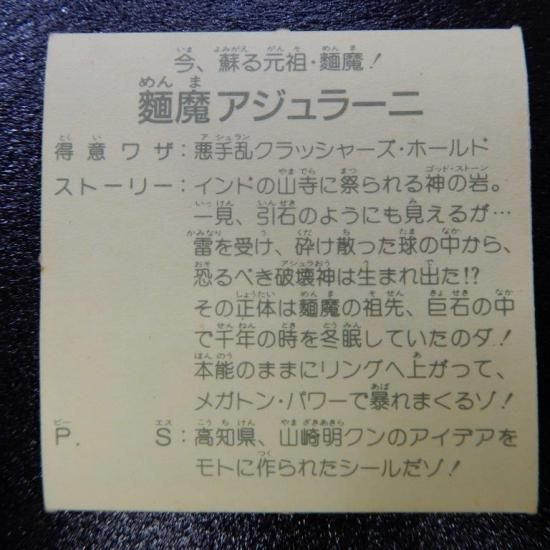 今、蘇る元祖・麵魔!
麵魔アジュラーニ
得意ワザ:悪手乱クラッシャーズ・ホールド
ストーリー:インドの山寺に祭られる神の岩。
一見、引石のようにも見えるが…
雷を受け、砕け散った球の中から、
恐るべき破壊神は生まれ出た!?
その正体は麵魔の祖先、巨石の中
で千年の時を冬眠していたのダ!
本能のままにリングへ上がって、
メガトン・パワーで暴れまくるゾ!
P. S:高知県、山崎明クンのアイデアを
モトに作られたシールだゾ!